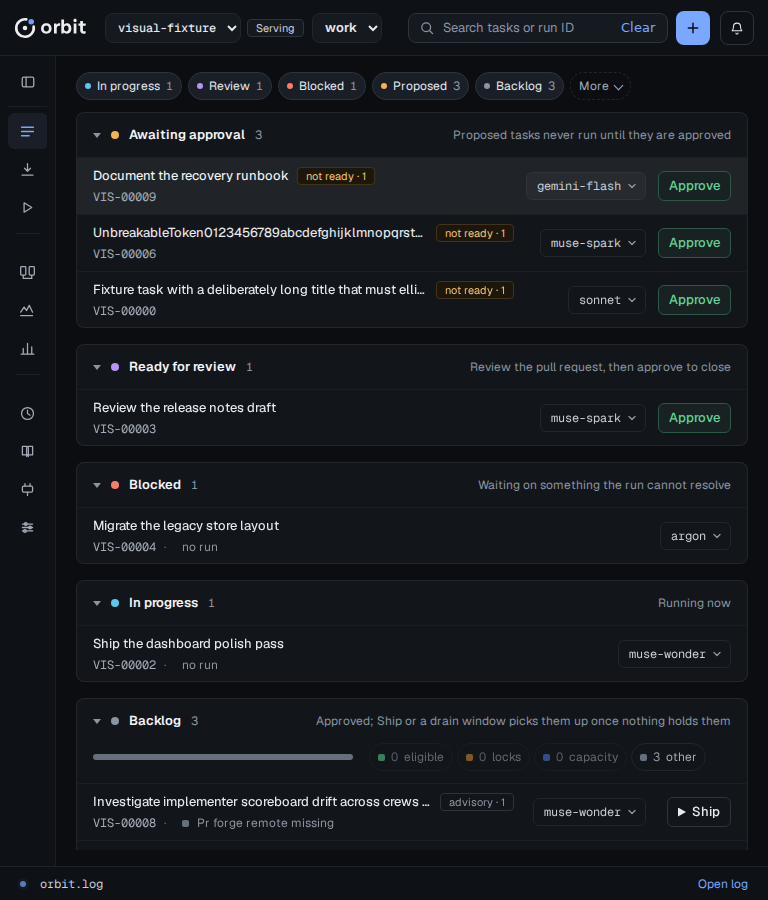 orbit
visual-fixture
Serving
work
Search tasks or run ID
Clear
In progress 1
Review 1
Blocked 1
Proposed 3
Backlog 3
More
Awaiting approval 3
Proposed tasks never run until they are approved
Document the recovery runbook
not ready · 1
VIS-00009
gemini-flash
Approve
UnbreakableToken0123456789abcdefghijklmnopqrst…
not ready · 1
VIS-00006
muse-spark
Approve
Fixture task with a deliberately long title that must elli…
not ready · 1
VIS-00000
sonnet
Approve
Ready for review 1
Review the pull request, then approve to close
Review the release notes draft
VIS-00003
muse-spark
Approve
Blocked 1
Waiting on something the run cannot resolve
Migrate the legacy store layout
VIS-00004 · no run
argon
In progress 1
Running now
Ship the dashboard polish pass
VIS-00002 · no run
muse-wonder
Backlog 3
Approved; Ship or a drain window picks them up once nothing holds them
0 eligible
0 locks
0 capacity
3 other
Investigate implementer scoreboard drift across crews …
advisory · 1
VIS-00008 · Pr forge remote missing
muse-wonder
Ship
orbit.log
Open log